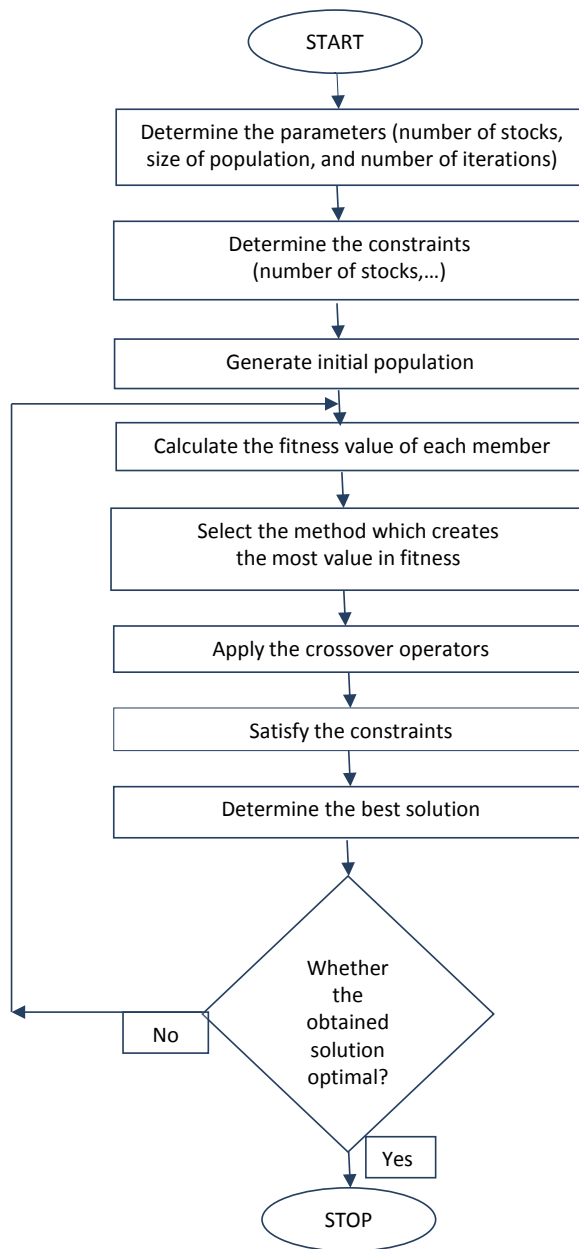 START
Determine the parameters (number of stocks,
size of population, and number of iterations)
Determine the constraints
(number of stocks,...)
Generate initial population
Calculate the fitness value of each member
Select the method which creates
the most value in fitness
Apply the crossover operators
Satisfy the constraints
Determine the best solution
Whether
the
obtained
solution
optimal?
No
Yes
STOP